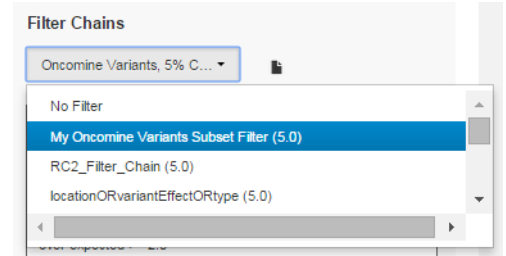 Filter Chains
Oncomine Variants, 5% C...
No Filter
My Oncomine Variants Subset Filter (5.0)
RC2_Filter_Chain (5.0)
locationORvariantEffectORtype (5.0)